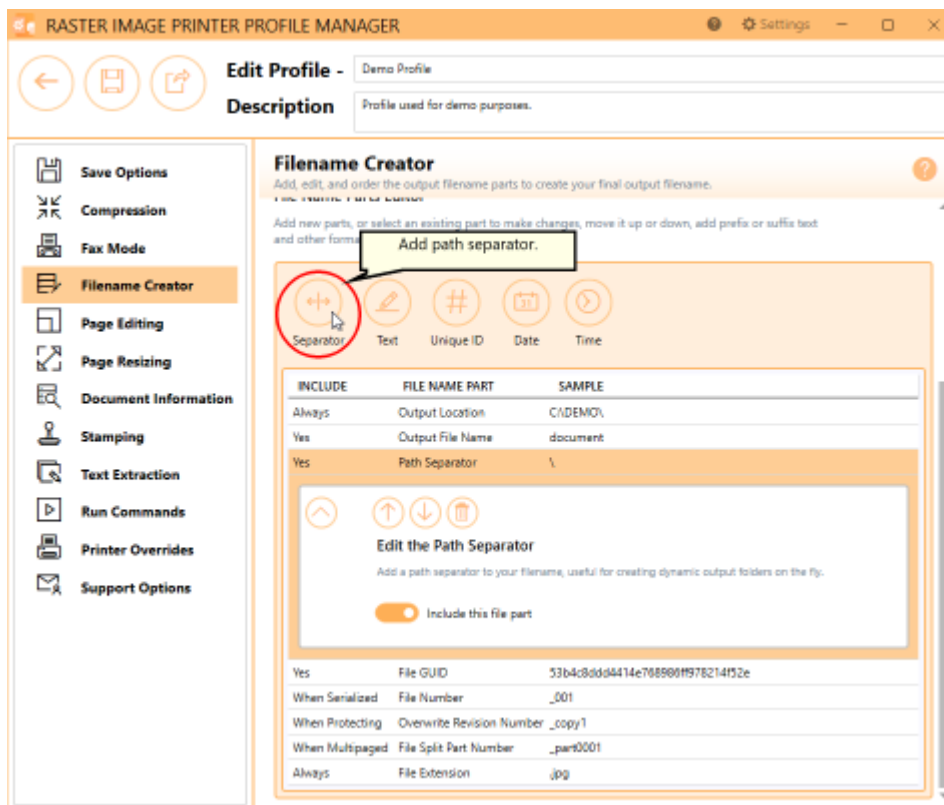 RASTER IMAGE PRINTER PROFILE MANAGER
Settings
Edit Profile -
Demo Profile
Description
Profile used for demo purposes.
Save Options
Compression
Fax Mode
Filename Creator
Page Editing
Page Resizing
Document Information
Stamping
Text Extraction
Run Commands
Printer Overrides
Support Options
Filename Creator
Add, edit, and order the output filename parts to create your final output filename.
Add new parts, or select an existing part to make changes, move it up or down, add prefix or suffix text
and other forma
Add path separator.
Separator Text Unique ID Date Time
INCLUDE FILE NAME PART SAMPLE
Always Output Location C:\DEMO\
Yes Output File Name document
Yes Path Separator \
Edit the Path Separator
Add a path separator to your filename, useful for creating dynamic output folders on the fly.
Include this file part
Yes File GUID 53b4c8ddd4414e768986ff978214f52e
When Serialized File Number _001
When Protecting Overwrite Revision Number _copy1
When Multipaged File Split Part Number _part0001
Always File Extension .jpg